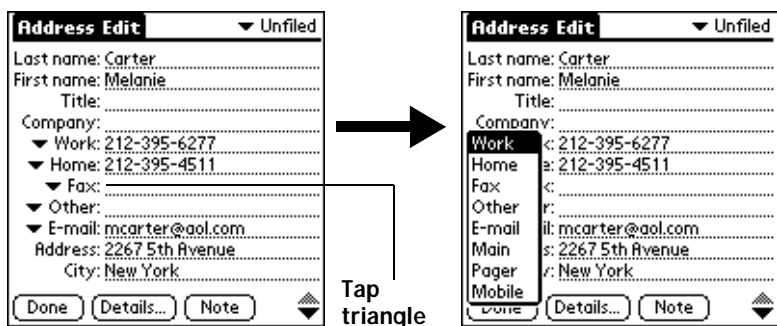 Address Edit ▼ Unfiled
Last name: Carter
First name: Melanie
Title:
Company:
▼ Work: 212-395-6277
▼ Home: 212-395-4511
▼ Fax:
▼ Other:
▼ E-mail: mcarter@aol.com
Address: 2267 5th Avenue
City: New York
Done Details... Note
Tap
triangle
Address Edit ▼ Unfiled
Last name: Carter
First name: Melanie
Title:
Company:
Work k: 212-395-6277
Home e: 212-395-4511
Fax x:
Other r:
E-mail il: mcarter@aol.com
Main s: 2267 5th Avenue
Pager y: New York
Mobile
Done Details... Note